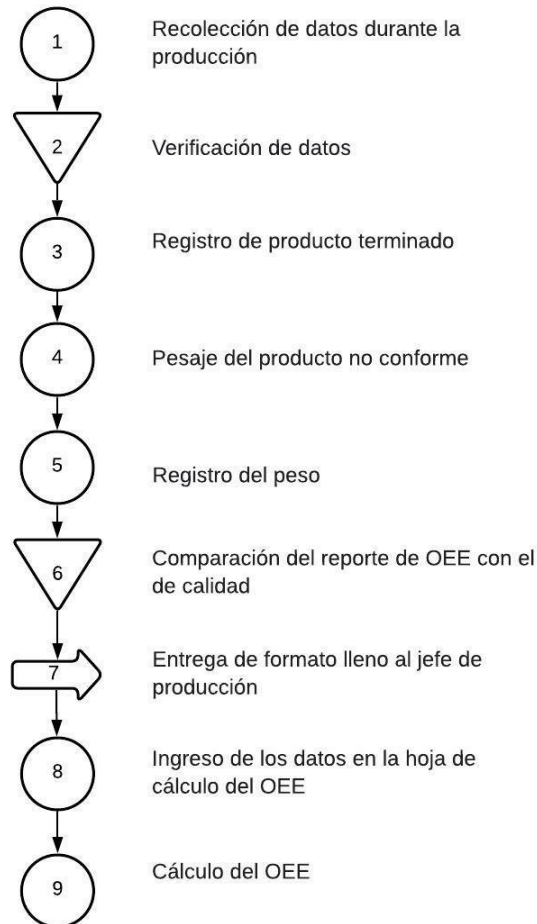 1
Recolección de datos durante la
producción
2
Verificación de datos
3
Registro de producto terminado
4
Pesaje del producto no conforme
5
Registro del peso
6
Comparación del reporte de OEE con el
de calidad
7
Entrega de formato lleno al jefe de
producción
8
Ingreso de los datos en la hoja de
cálculo del OEE
9
Cálculo del OEE